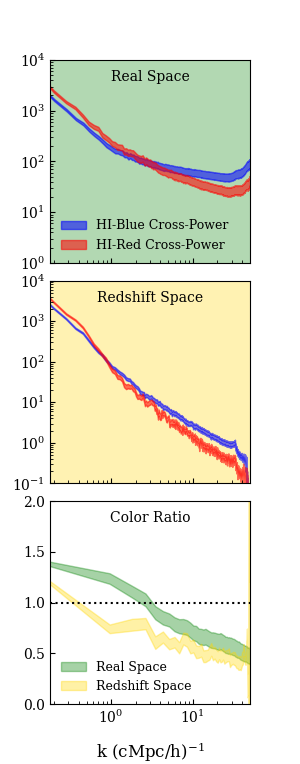 10^4
Real Space
10^3
10^2
10^1
HI-Blue Cross-Power
HI-Red Cross-Power
10^0
10^4
Redshift Space
10^3
10^2
10^1
10^0
10^-1
2.0
Color Ratio
1.5
1.0
0.5
Real Space
Redshift Space
0.0
10^0 10^1
k (cMpc/h)^-1